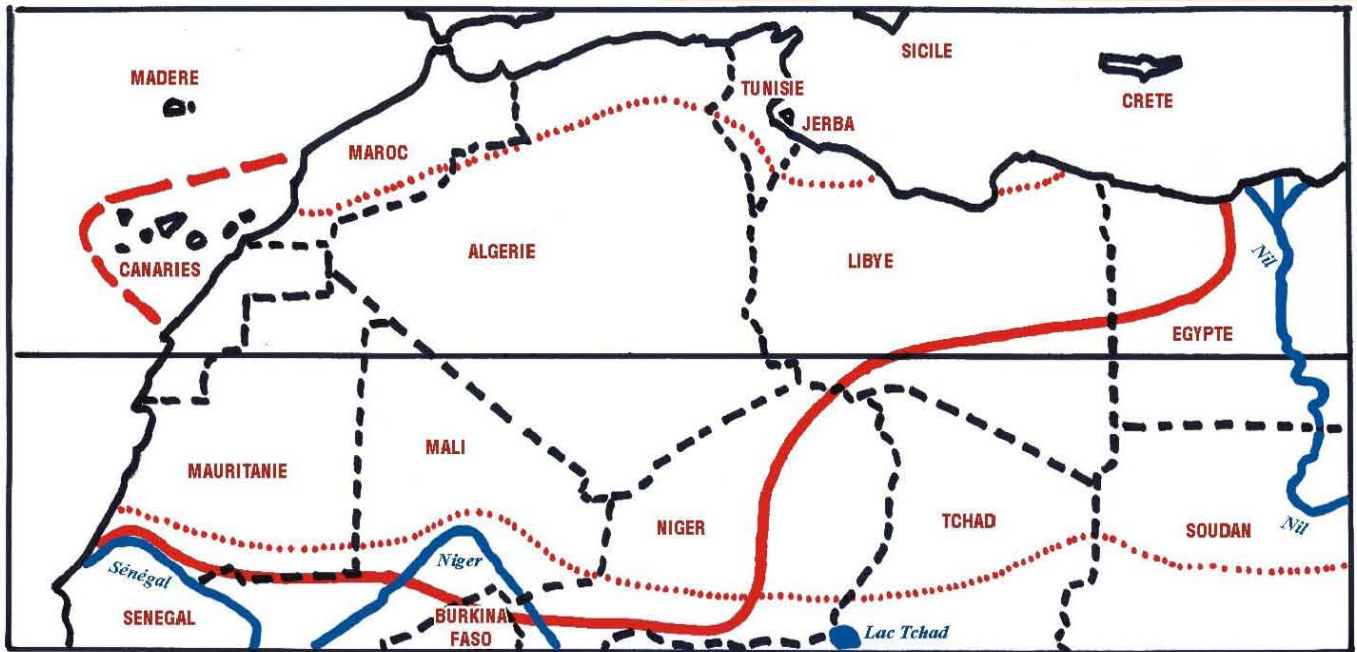 SICILE
MADERE
CRETE
TUNISIE
JERBA
MAROC
ALGERIE
LIBYE
CANARIES
Nil
EGYPTE
MALI
MAURITANIE
NIGER
TCHAD
SOUDAN
Nil
Sénégal
Niger
SENEGAL
BURKINA
FASO
Lac Tchad